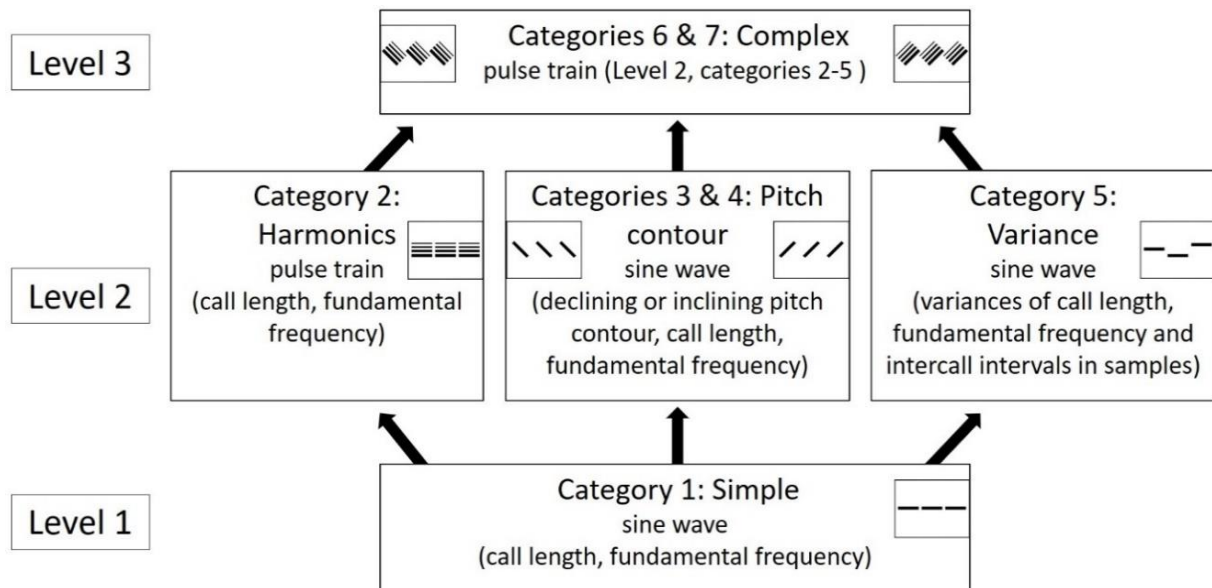 Level 3
Categories 6 & 7: Complex
pulse train (Level 2, categories 2-5 )
Level 2
Category 2:
Harmonics
pulse train
(call length, fundamental
frequency)
Categories 3 & 4: Pitch
contour
sine wave
(declining or inclining pitch
contour, call length,
fundamental frequency)
Category 5:
Variance
sine wave
(variances of call length,
fundamental frequency and
intercall intervals in samples)
Level 1
Category 1: Simple
sine wave
(call length, fundamental frequency)